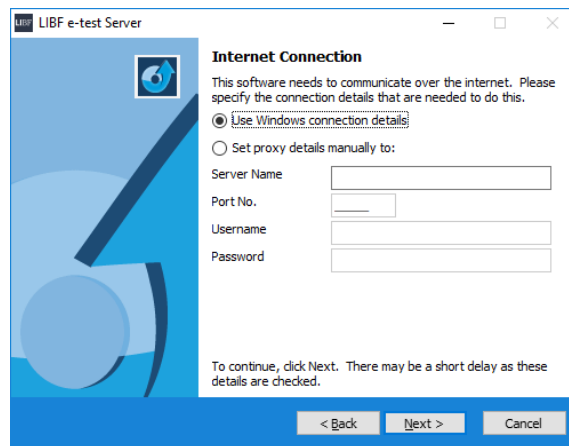 LIBF LIBF e-test Server
Internet Connection
This software needs to communicate over the internet. Please
specify the connection details that are needed to do this.
Use Windows connection details
Set proxy details manually to:
Server Name
Port No.
Username
Password
To continue, click Next. There may be a short delay as these
details are checked.
< Back Next > Cancel